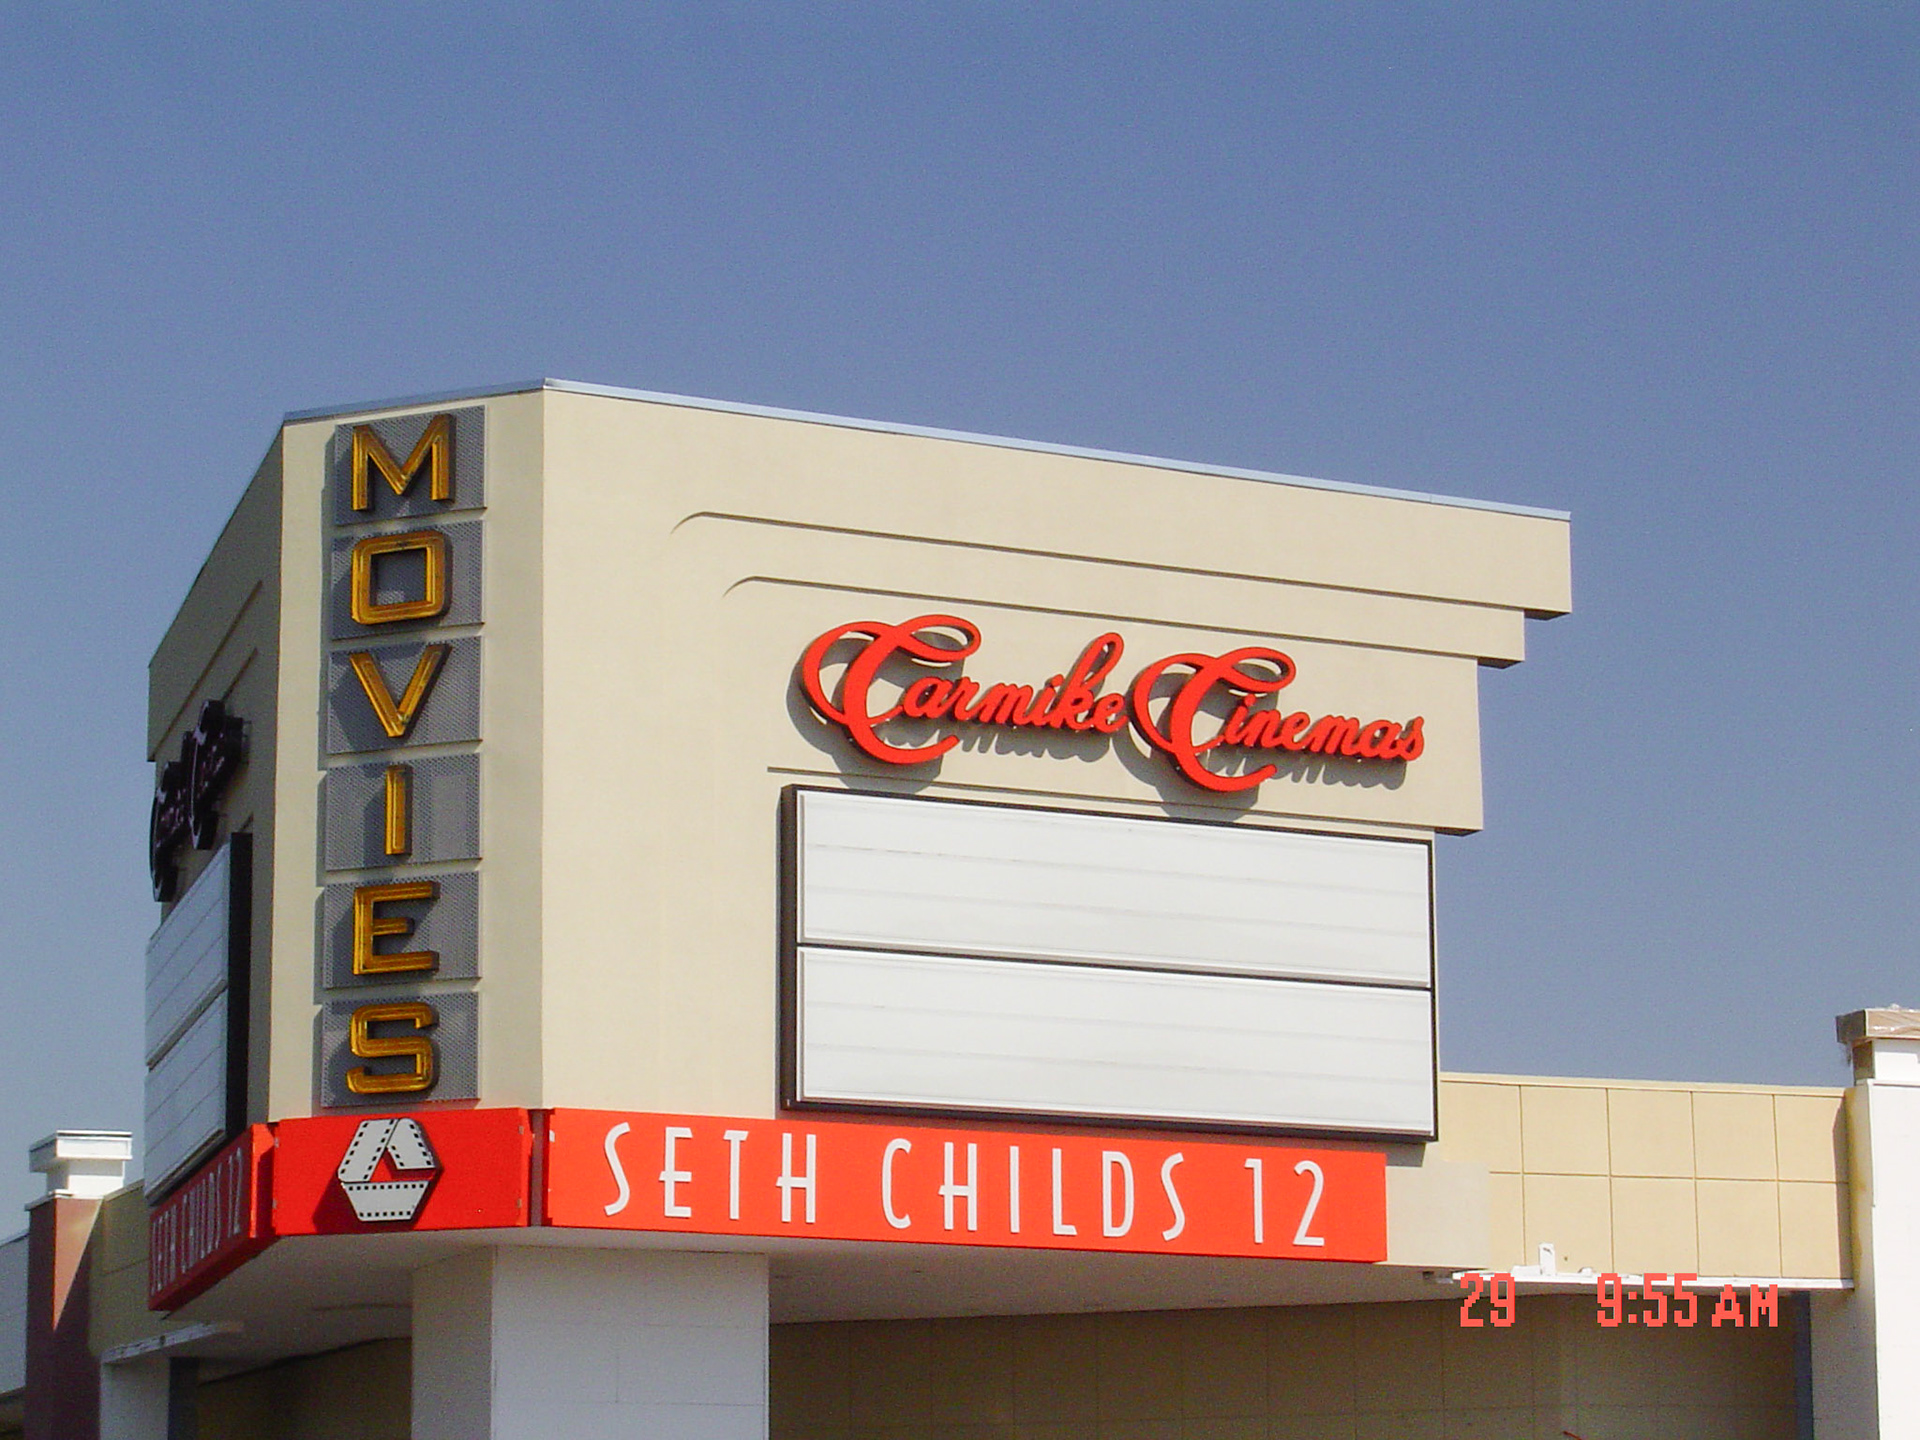 MOVIES
Carmike Cinemas
SETH CHILDS 12
SETH CHILDS 12
29 9:55 AM